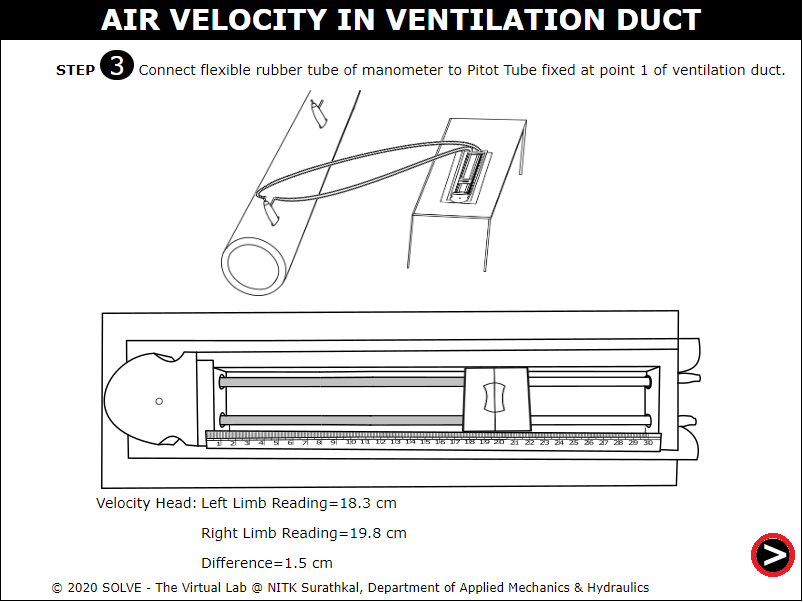 AIR VELOCITY IN VENTILATION DUCT
STEP 3 Connect flexible rubber tube of manometer to Pitot Tube fixed at point 1 of ventilation duct.
1 2 3 4 5 6 7 8 9 10 11 12 13 14 15 16 17 18 19 20 21 22 23 24 25 26 27 28 29 30
Velocity Head: Left Limb Reading=18.3 cm
Right Limb Reading=19.8 cm
Difference=1.5 cm
© 2020 SOLVE - The Virtual Lab @ NITK Surathkal, Department of Applied Mechanics & Hydraulics